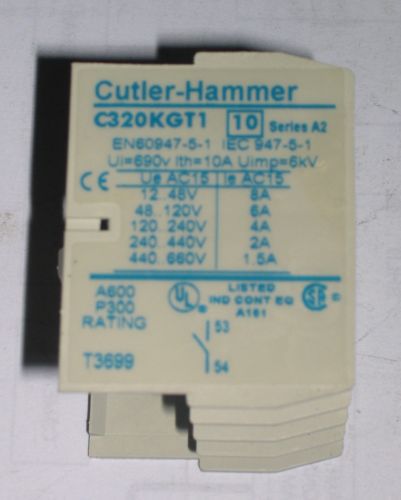 Cutler-Hammer
C320KGT1 10 Series A2
EN60947-5-1 IEC 947-5-1
Ui=690v Ith=10A Uimp=6kV
CE Ue AC15 Ie AC15
12..48V 8A
48..120V 6A
120..240V 4A
240..440V 2A
440..660V 1.5A
A600
P300
RATING
UL ®
LISTED
IND CONT EQ
A161
SA ®
53
54
T3699